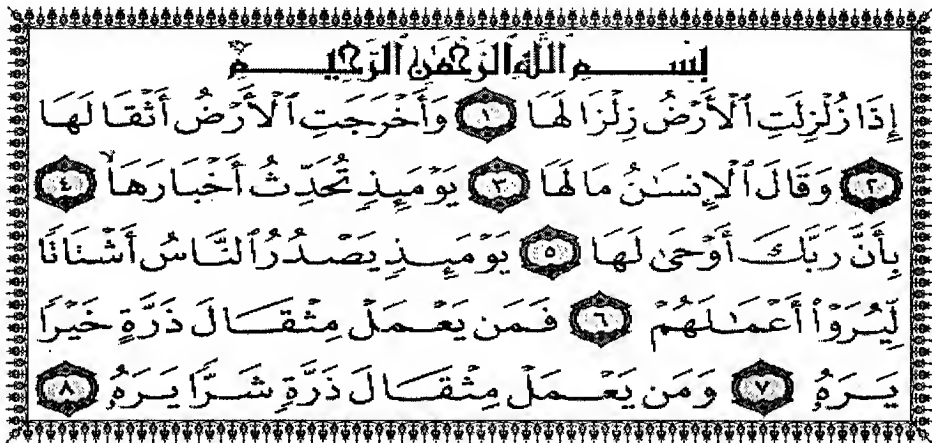 بِسْمِ ٱللَّهِ ٱلرَّحْمَٰنِ ٱلرَّحِيمِ
إِذَا زُلْزِلَتِ ٱلْأَرْضُ زِلْزَالَهَا ١ وَأَخْرَجَتِ ٱلْأَرْضُ أَثْقَالَهَا
٢ وَقَالَ ٱلْإِنسَٰنُ مَا لَهَا ٣ يَوْمَئِذٍ تُحَدِّثُ أَخْبَارَهَا ٤
بِأَنَّ رَبَّكَ أَوْحَىٰ لَهَا ٥ يَوْمَئِذٍ يَصْدُرُ ٱلنَّاسُ أَشْتَاتًا
لِّيُرَوْا۟ أَعْمَٰلَهُمْ ٦ فَمَن يَعْمَلْ مِثْقَالَ ذَرَّةٍ خَيْرًا
يَرَهُۥ ٧ وَمَن يَعْمَلْ مِثْقَالَ ذَرَّةٍ شَرًّا يَرَهُۥ ٨